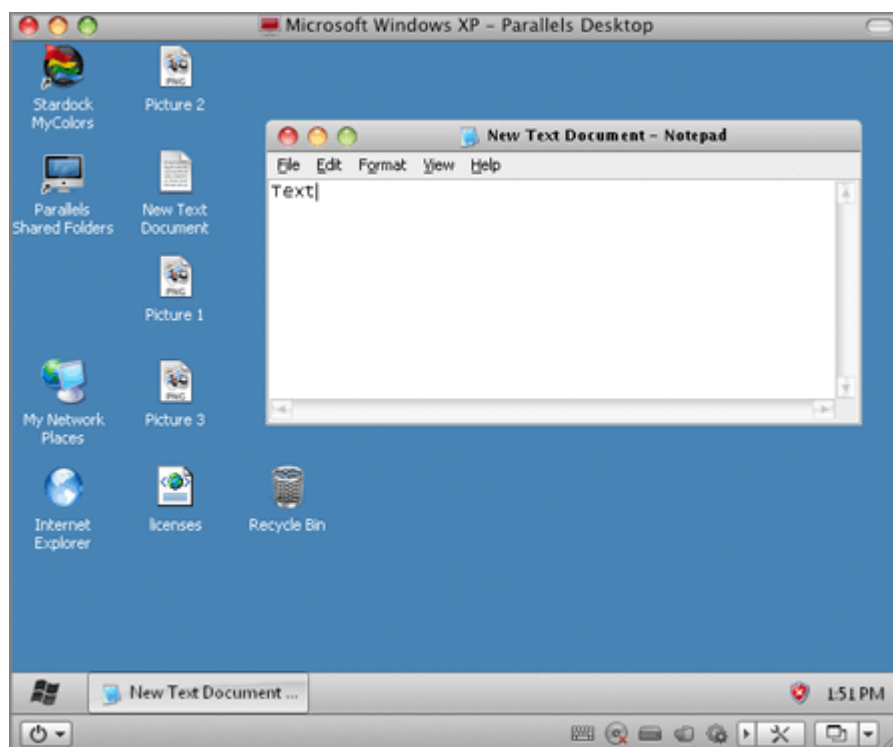 Microsoft Windows XP – Parallels Desktop
Stardock
MyColors
Picture 2
Parallels
Shared Folders
New Text
Document
Picture 1
My Network
Places
Picture 3
Internet
Explorer
licenses
Recycle Bin
New Text Document – Notepad
File Edit Format View Help
Text
New Text Document ...
1:51 PM